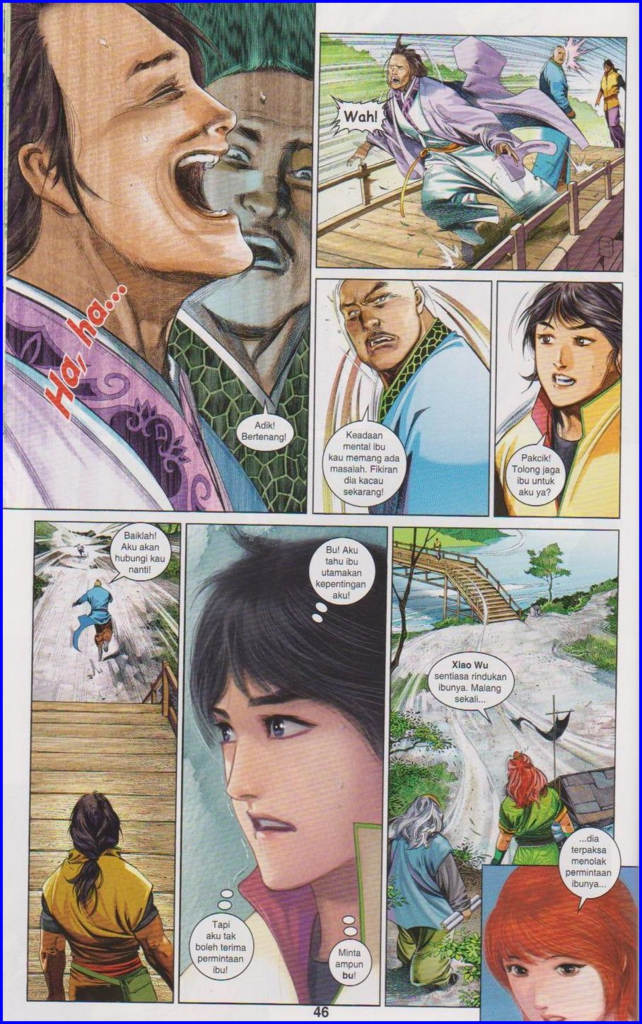 Ha, ha...
Adik!
Bertenang!
Wah!
Keadaan
mental ibu
kau memang ada
masalah. Fikiran
dia kacau
sekarang!
Pakcik!
Tolong jaga
ibu untuk
aku ya?
Baiklah!
Aku akan
hubungi kau
nanti!
Bu! Aku
tahu ibu
utamakan
kepentingan
aku!
Tapi
aku tak
boleh terima
permintaan
ibu!
Minta
ampun
bu!
Xiao Wu
sentiasa rindukan
ibunya. Malang
sekali...
...dia
terpaksa
menolak
permintaan
ibunya...
46